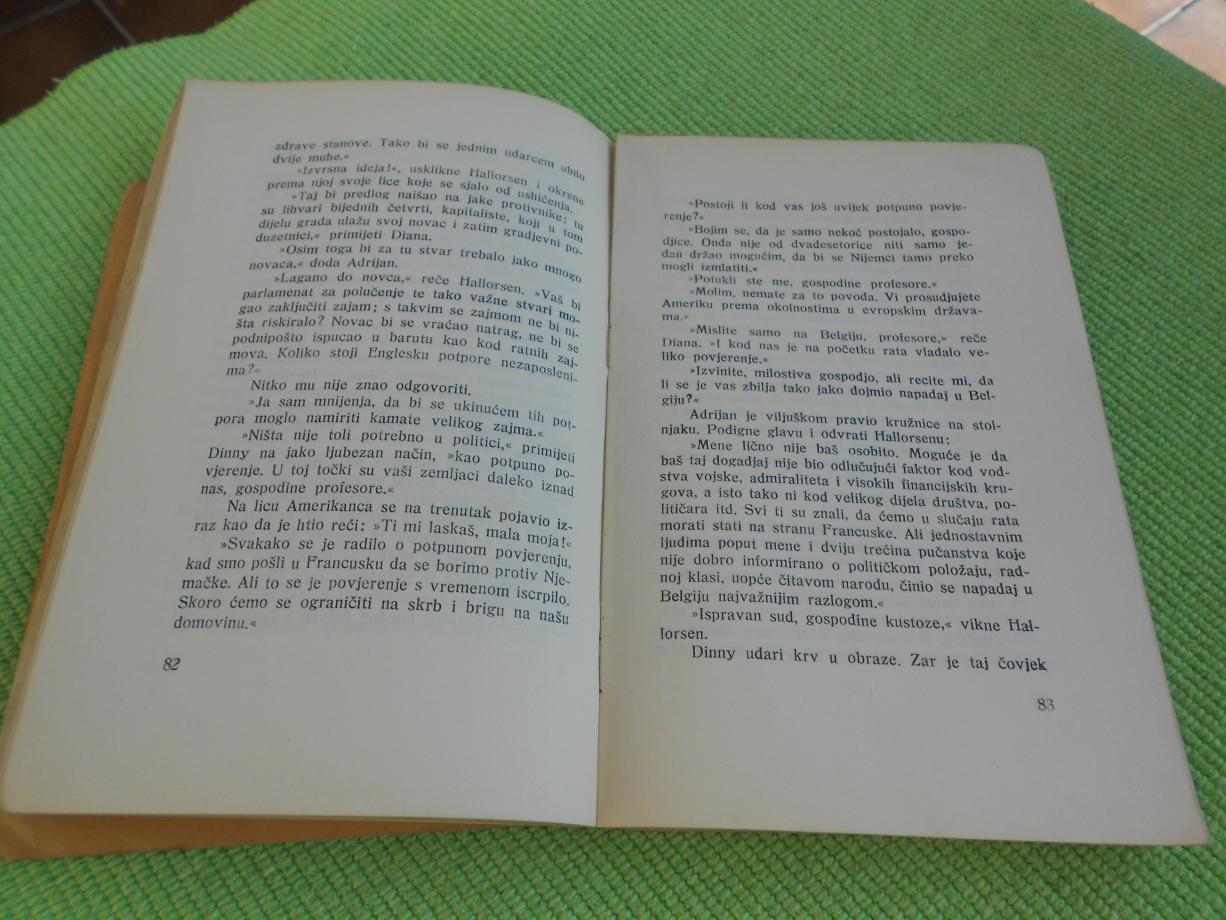 zdrave stanove. Tako bi se jednim udarcem ubilo
dvije muhe.«
»Izvrsna ideja!«, usklikne Hallorsen i okrene
prema njoj svoje lice koje se sjalo od ushićenja.
»Taj bi predlog naišao na jake protivnike: tu
su lihvari bijednih četvrti, kapitaliste, koji u tom
dijelu grada ulažu svoj novac i zatim gradjevni po-
duzetnici,« primijeti Diana.
»Osim toga bi za tu stvar trebalo jako mnogo
novaca,« doda Adrijan.
»Lagano do novca,« reče Hallorsen. »Vaš bi
parlamenat za polučenje te tako važne stvari mo-
gao zaključiti zajam; s takvim se zajmom ne bi ni-
šta riskiralo? Novac bi se vraćao natrag, ne bi se
podnipošto ispucao u barutu kao kod ratnih zaj-
mova. Koliko stoji Englesku potpore nezaposleni-
ma?«
Nitko mu nije znao odgovoriti.
»Ja sam mnijenja, da bi se ukinućem tih pot-
pora moglo namiriti kamate velikog zajma.«
»Ništa nije toli potrebno u politici,« primijeti
Dinny na jako ljubezan način, »kao potpuno po-
vjerenje. U toj točki su vaši zemljaci daleko iznad
nas, gospodine profesore.«
Na licu Amerikanca se na trenutak pojavio iz-
raz kao da je htio reći: »Ti mi laskaš, mala moja!«
»Svakako se je radilo o potpunom povjerenju,
kad smo pošli u Francusku da se borimo protiv Nje-
mačke. Ali to se je povjerenje s vremenom iscrpilo.
Skoro ćemo se ograničiti na skrb i brigu na našu
domovinu.«
82
»Postoji li kod vas još uvijek potpuno povje-
renje?«
»Bojim se, da je samo nekoć postojalo, gospo-
djice. Onda nije od dvadesetorice niti samo je-
dan držao mogućim, da bi se Nijemci tamo preko
mogli izmlatiti.«
»Potukli ste me, gospodine profesore.«
»Molim, nemate za to povoda. Vi prosudjujete
Ameriku prema okolnostima u evropskim država-
ma.«
»Mislite samo na Belgiju, profesore,« reče
Diana. »I kod nas je na početku rata vladalo ve-
liko povjerenje.«
»Izvinite, milostiva gospodjo, ali recite mi, da
li se je vas zbilja tako jako dojmio napadaj u Bel-
giju?«
Adrijan je viljuškom pravio kružnice na stol-
njaku. Podigne glavu i odvrati Hallorsenu:
»Mene lično nije baš osobito. Moguće je da
baš taj dogadjaj nije bio odlučujući faktor kod vod-
stva vojske, admiraliteta i visokih financijskih kru-
gova, a isto tako ni kod velikog dijela društva, po-
litičara itd. Svi ti su znali, da ćemo u slučaju rata
morati stati na stranu Francuske. Ali jednostavnim
ljudima poput mene i dviju trećina pučanstva koje
nije dobro informirano o političkom položaju, rad-
noj klasi, uopće čitavom narodu, činio se napadaj u
Belgiju najvažnijim razlogom.«
»Ispravan sud, gospodine kustoze,« vikne Hal-
lorsen.
Dinny udari krv u obraze. Zar je taj čovjek
83